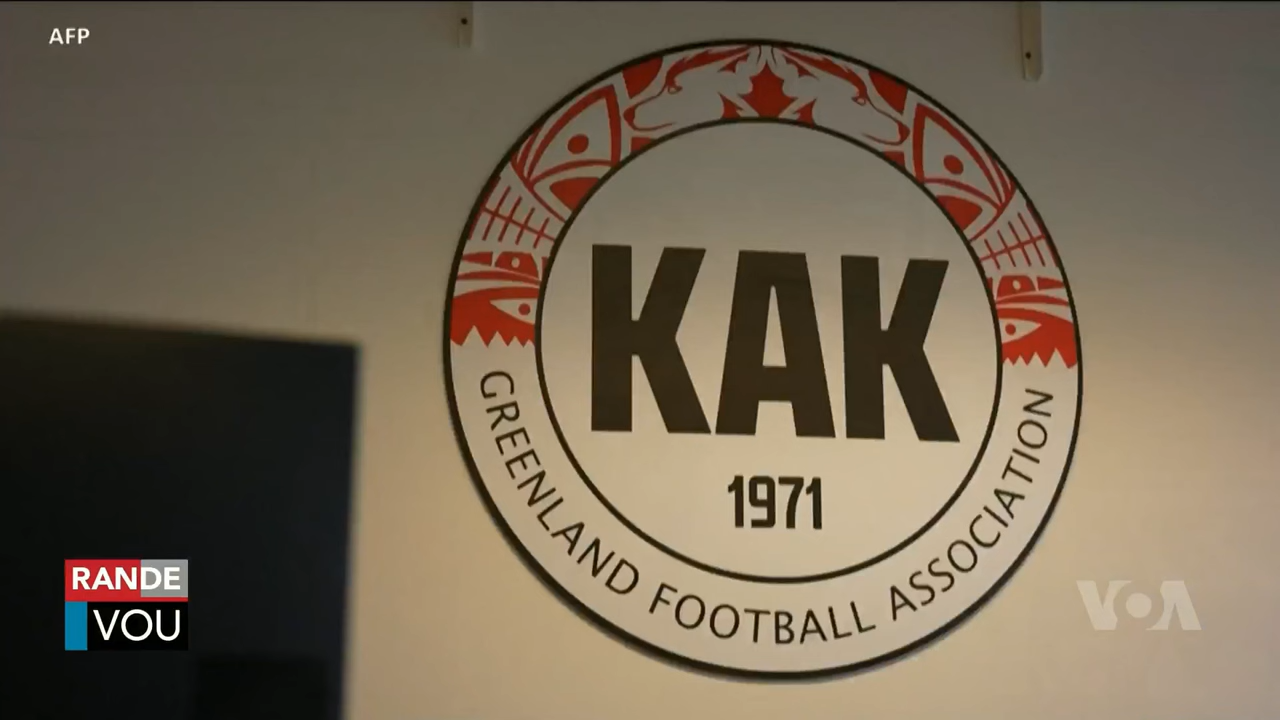 AFP
KAK
1971
GREENLAND FOOTBALL ASSOCIATION
RANDE
VOU
VOA